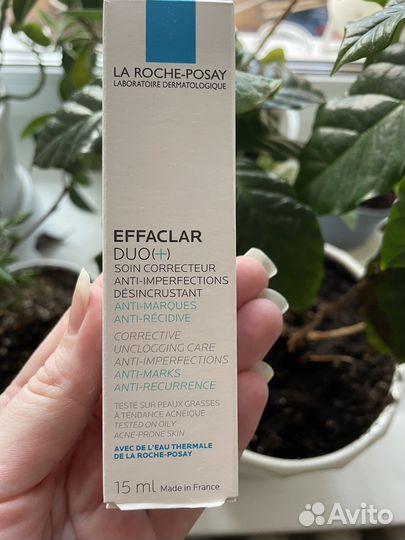 LA ROCHE-POSAY
LABORATOIRE DERMATOLOGIQUE
EFFACLAR
DUO(+)
SOIN CORRECTEUR
ANTI-IMPERFECTIONS
DÉSINCRUSTANT
ANTI-MARQUES
ANTI-RÉCIDIVE
CORRECTIVE
UNCLOGGING CARE
ANTI-IMPERFECTIONS
ANTI-MARKS
ANTI-RECURRENCE
TESTÉ SUR PEAUX GRASSES
À TENDANCE ACNÉIQUE
TESTED ON OILY
ACNE-PRONE SKIN
AVEC DE L'EAU THERMALE
DE LA ROCHE-POSAY
15 ml Made in France
Avito